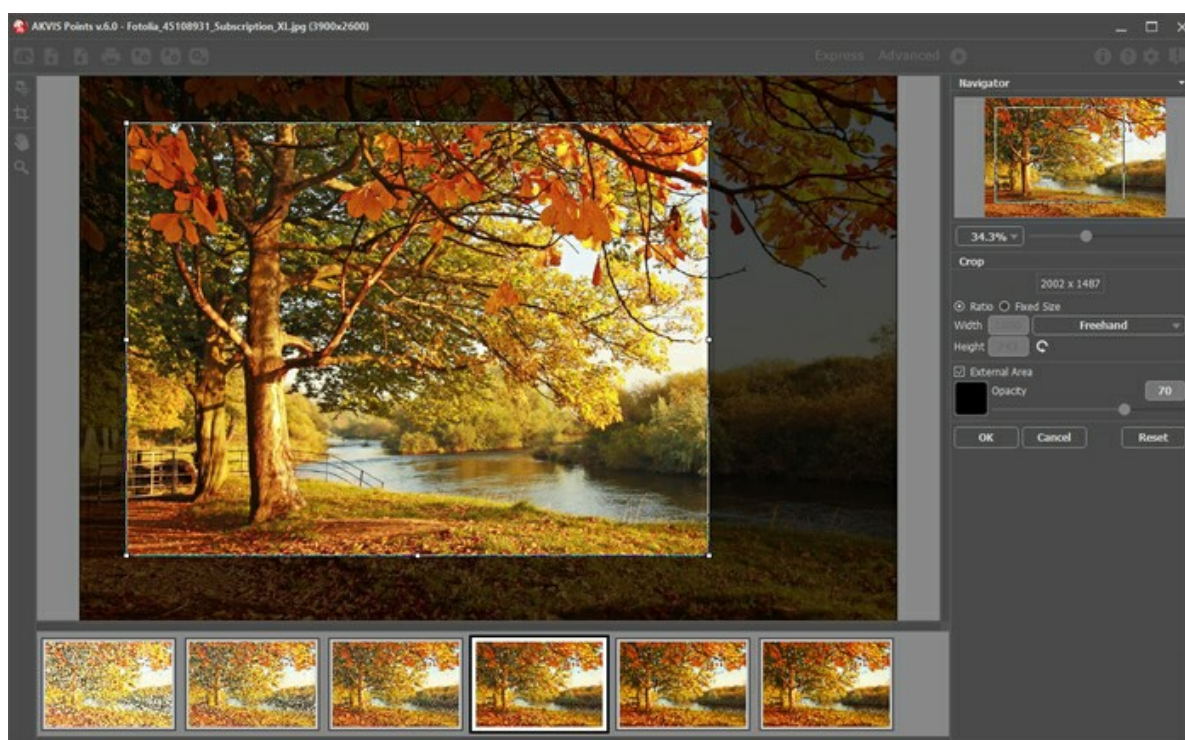 AKVIS Points v.6.0 - Fotolia_45108931_Subscription_XL.jpg (3900x2600)
Express Advanced
Navigator
34.3%
Crop
2002 x 1487
Ratio Fixed Size
Width Freehand
Height
External Area
Opacity 70
OK Cancel Reset